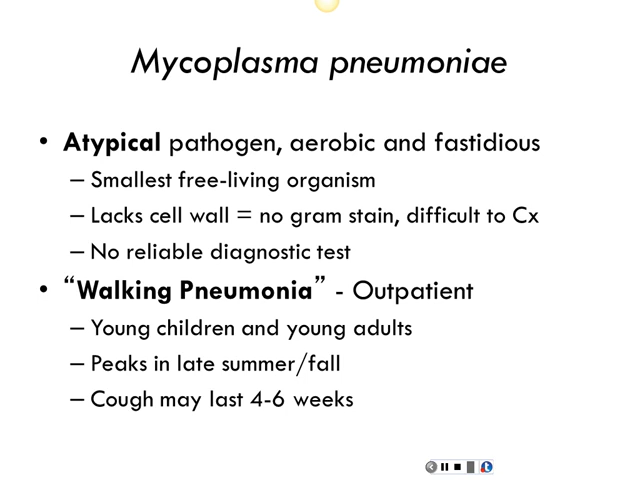 Mycoplasma pneumoniae
• Atypical pathogen, aerobic and fastidious
– Smallest free-living organism
– Lacks cell wall = no gram stain, difficult to Cx
– No reliable diagnostic test
• “Walking Pneumonia” - Outpatient
– Young children and young adults
– Peaks in late summer/fall
– Cough may last 4-6 weeks
t